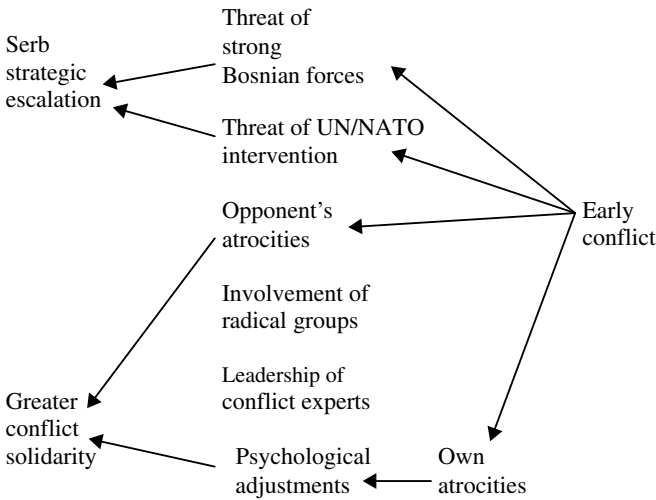 Serb
strategic
escalation
Threat of
strong
Bosnian forces
Threat of UN/NATO
intervention
Opponent's
atrocities
Early
conflict
Involvement of
radical groups
Leadership of
conflict experts
Greater
conflict
solidarity
Psychological
adjustments
Own
atrocities